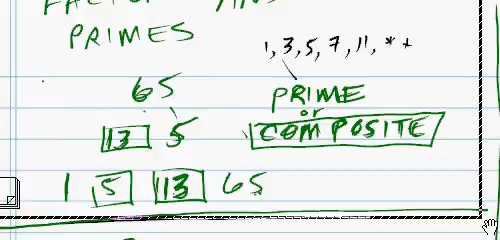 PRIMES
1, 3, 5, 7, 11, * +
65
PRIME
or
13 5
COMPOSITE
1 5 13 65